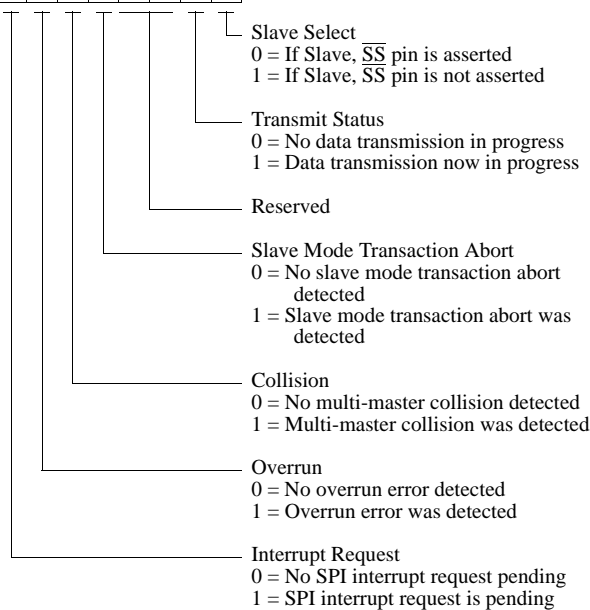 Slave Select
0 = If Slave, SS pin is asserted
1 = If Slave, SS pin is not asserted
Transmit Status
0 = No data transmission in progress
1 = Data transmission now in progress
Reserved
Slave Mode Transaction Abort
0 = No slave mode transaction abort
detected
1 = Slave mode transaction abort was
detected
Collision
0 = No multi-master collision detected
1 = Multi-master collision was detected
Overrun
0 = No overrun error detected
1 = Overrun error was detected
Interrupt Request
0 = No SPI interrupt request pending
1 = SPI interrupt request is pending